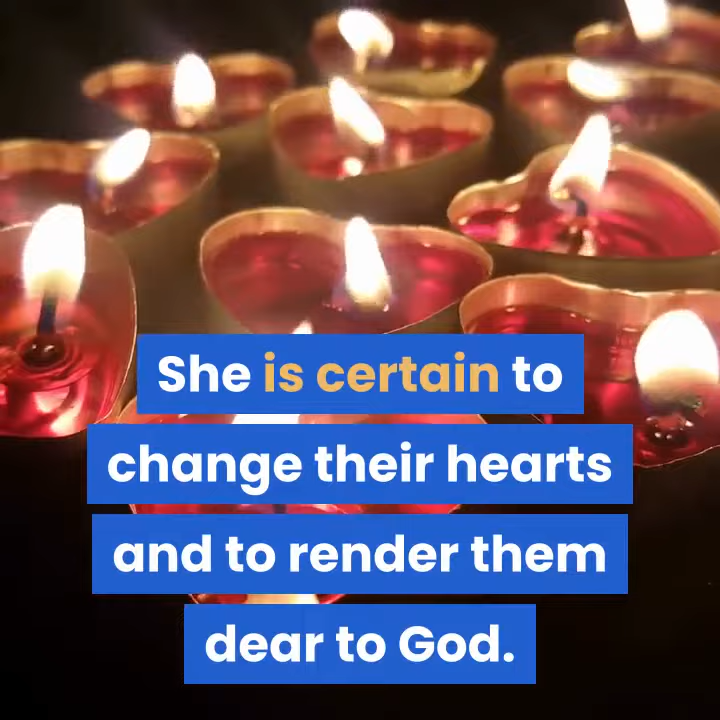 She is certain to
change their hearts
and to render them
dear to God.